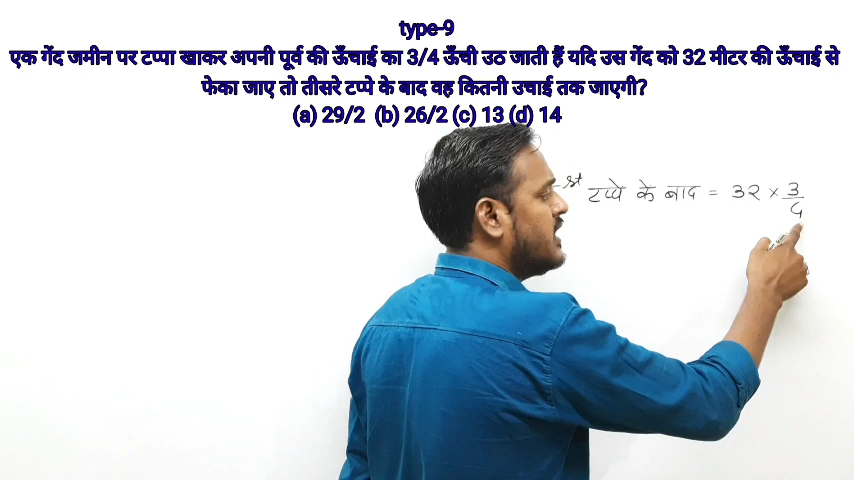 type-9
एक गेंद जमीन पर टप्पा खाकर अपनी पूर्व की ऊँचाई का 3/4 ऊँची उठ जाती हैं यदि उस गेंद को 32 मीटर की ऊँचाई से
फेका जाए तो तीसरे टप्पे के बाद वह कितनी उचाई तक जाएगी?
(a) 29/2 (b) 26/2 (c) 13 (d) 14
st टप्पे के बाद = 32 × 3/4